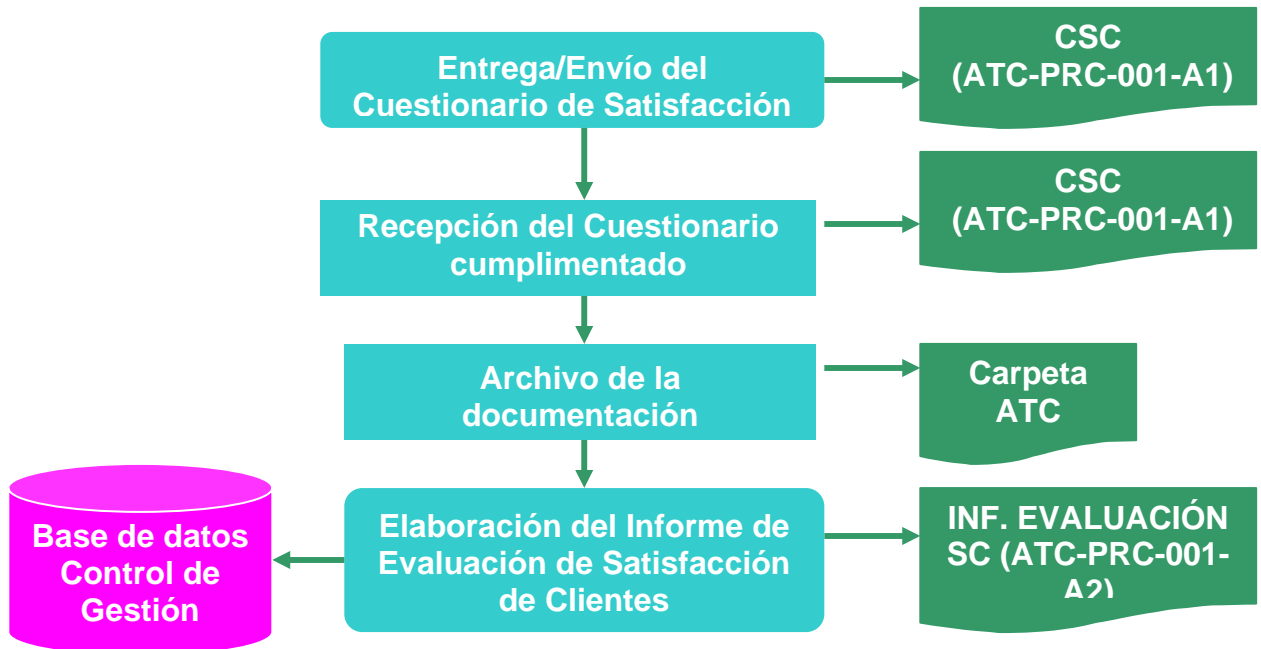 Entrega/Envío del
Cuestionario de Satisfacción
CSC
(ATC-PRC-001-A1)
Recepción del Cuestionario
cumplimentado
CSC
(ATC-PRC-001-A1)
Archivo de la
documentación
Carpeta
ATC
Base de datos
Control de
Gestión
Elaboración del Informe de
Evaluación de Satisfacción
de Clientes
INF. EVALUACIÓN
SC (ATC-PRC-001-
A2)